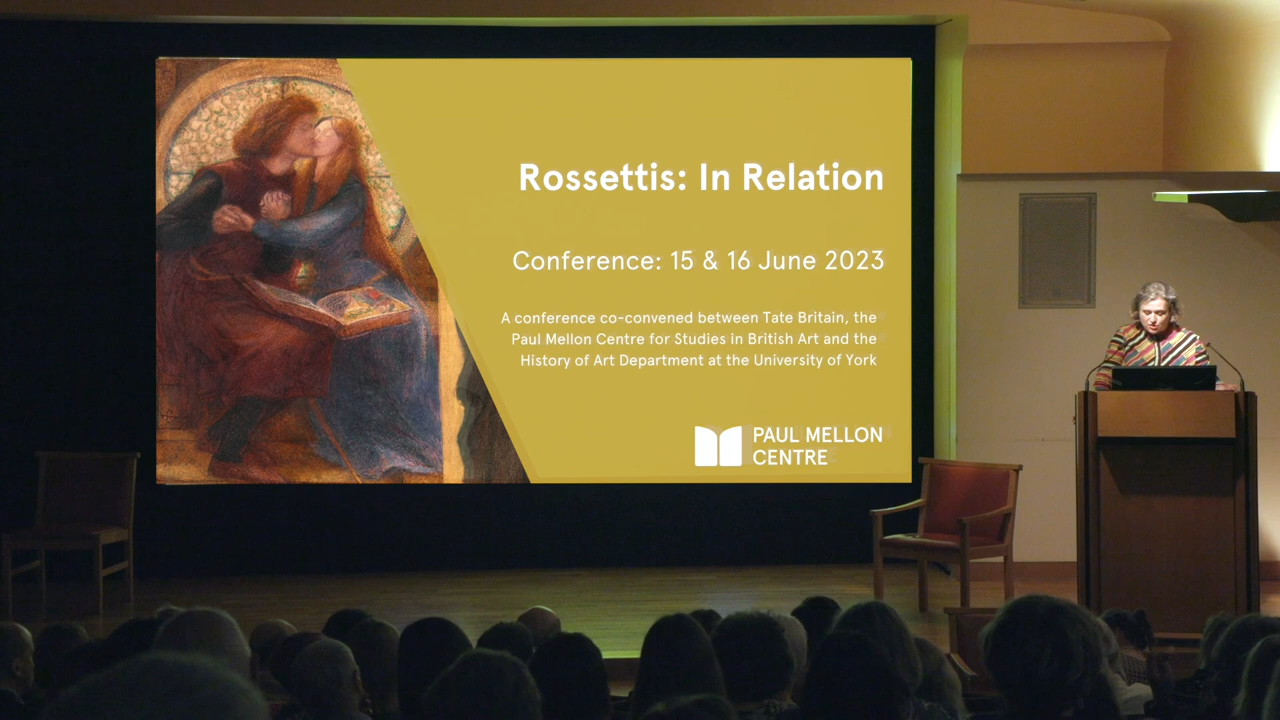 Rossettis: In Relation
Conference: 15 & 16 June 2023
A conference co-convened between Tate Britain, the
Paul Mellon Centre for Studies in British Art and the
History of Art Department at the University of York
PAUL MELLON
CENTRE